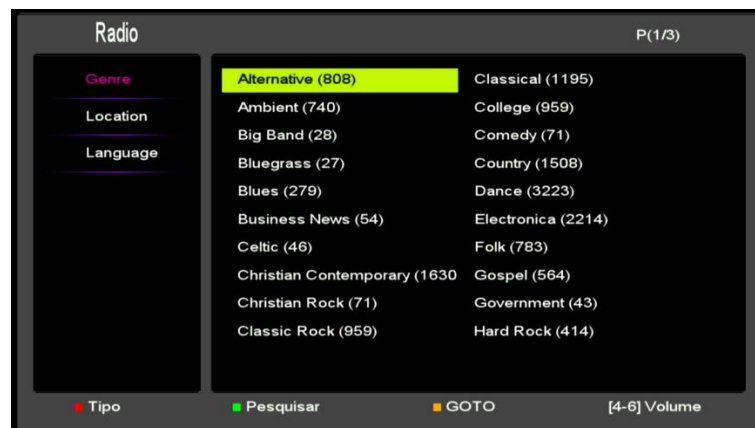 Radio
P(1/3)
Genre
Location
Language
Alternative (808)
Ambient (740)
Big Band (28)
Bluegrass (27)
Blues (279)
Business News (54)
Celtic (46)
Christian Contemporary (1630
Christian Rock (71)
Classic Rock (959)
Classical (1195)
College (959)
Comedy (71)
Country (1508)
Dance (3223)
Electronica (2214)
Folk (783)
Gospel (564)
Government (43)
Hard Rock (414)
Tipo
Pesquisar
GOTO
[4-6] Volume